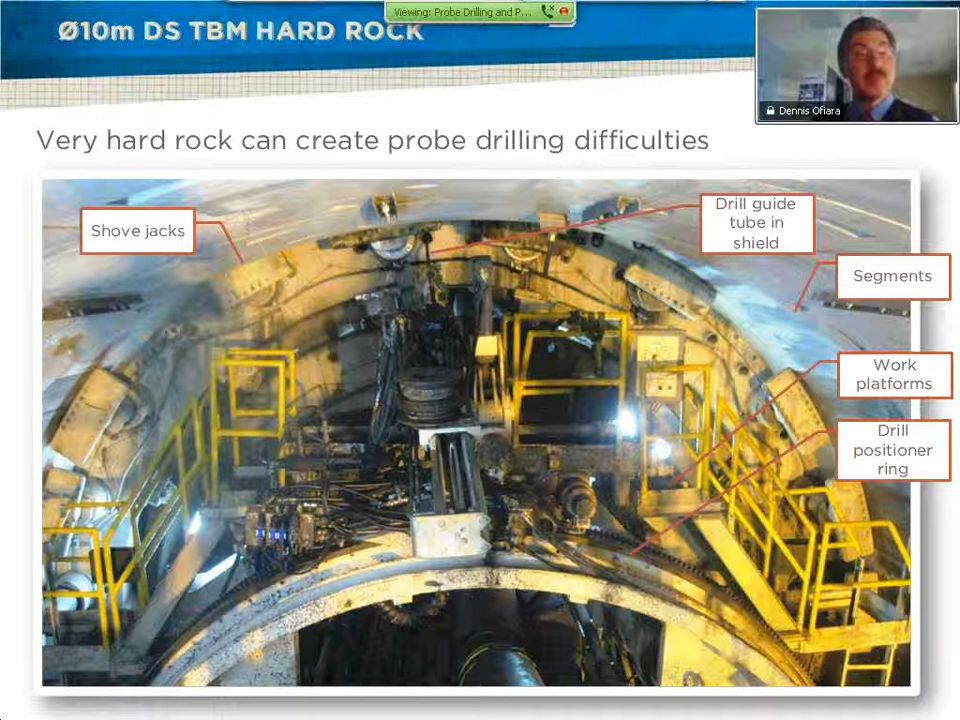 Viewing: Probe Drilling and P...
Ø10m DS TBM HARD ROCK
Dennis Ofiara
Very hard rock can create probe drilling difficulties
Shove jacks
Drill guide
tube in
shield
Segments
Work
platforms
Drill
positioner
ring